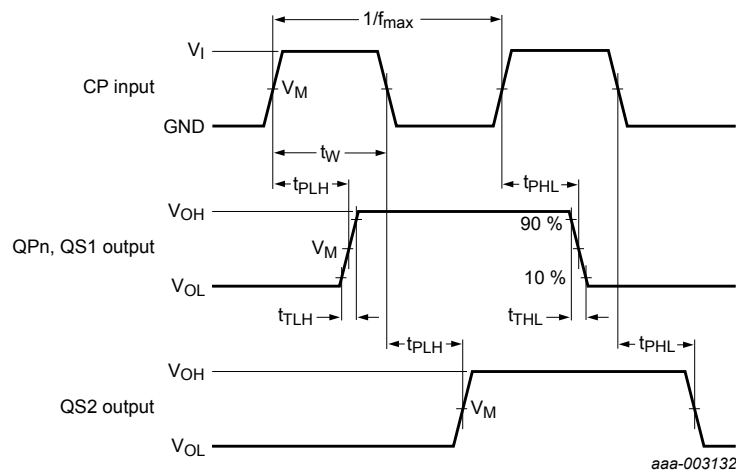 1/fmax
VI
CP input
VM
GND
tW
tPLH
tPHL
VOH
90 %
QPn, QS1 output
VM
10 %
VOL
tTLH
tTHL
tPLH
tPHL
VOH
QS2 output
VM
VOL
aaa-003132